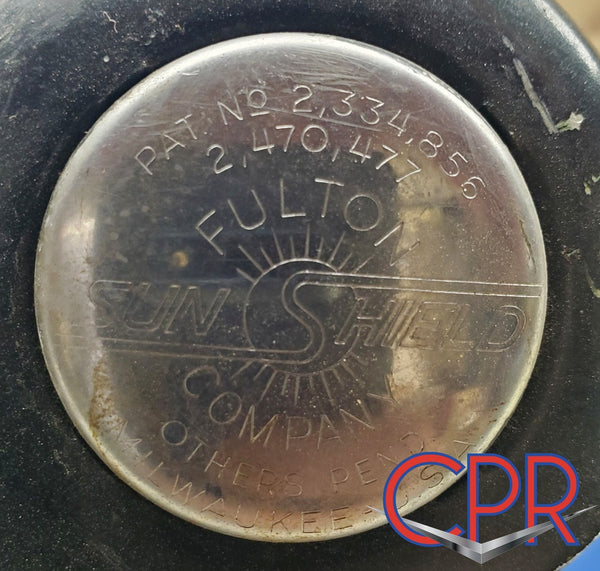 PAT. Nº 2,334,856
2,470,477
FULTON
SUN SHIELD
COMPANY
OTHERS PEND.
MILWAUKEE U.S.A.
CPR